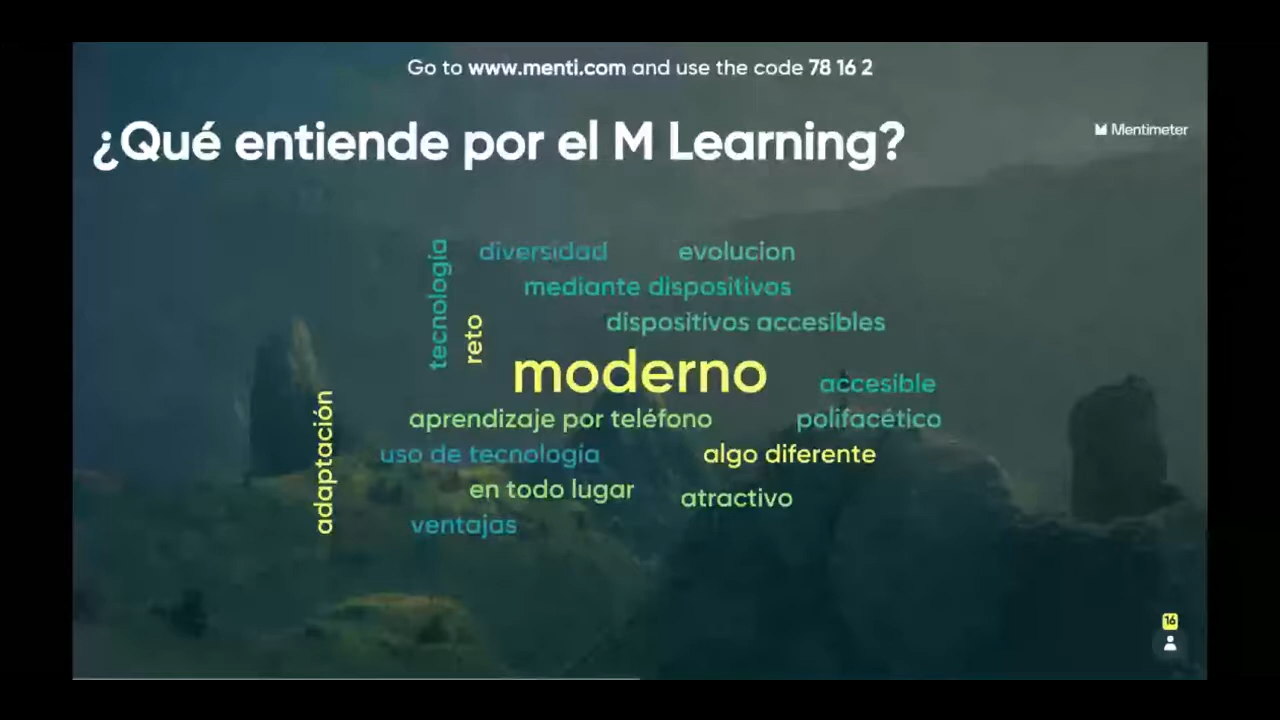 Go to www.menti.com and use the code 78 16 2
¿Qué entiende por el M Learning?
Mentimeter
tecnología
diversidad
evolucion
mediante dispositivos
reto
dispositivos accesibles
moderno
accesible
adaptación
aprendizaje por teléfono
polifacético
uso de tecnologia
algo diferente
en todo lugar
atractivo
ventajas
16